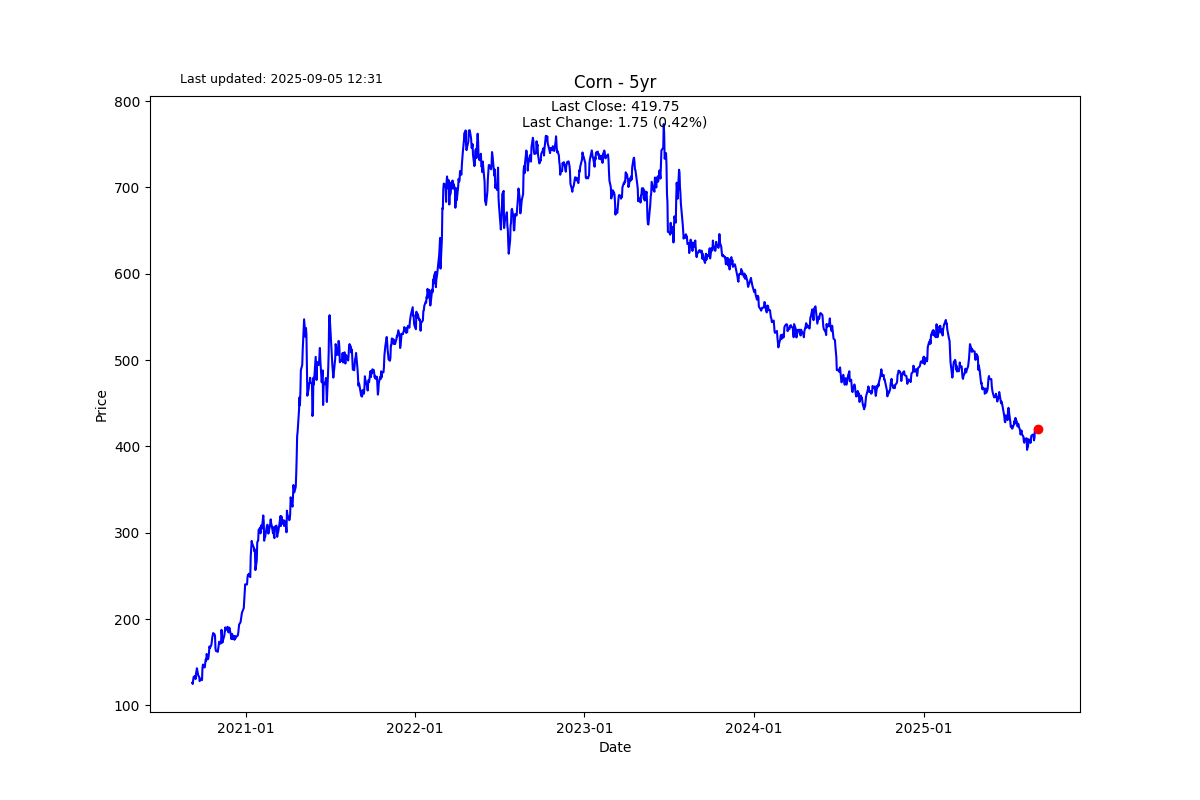 Last updated: 2025-09-05 12:31
Corn - 5yr
Last Close: 419.75
Last Change: 1.75 (0.42%)
800
700
600
500
400
300
200
100
Price
2021-01
2022-01
2023-01
2024-01
2025-01
Date